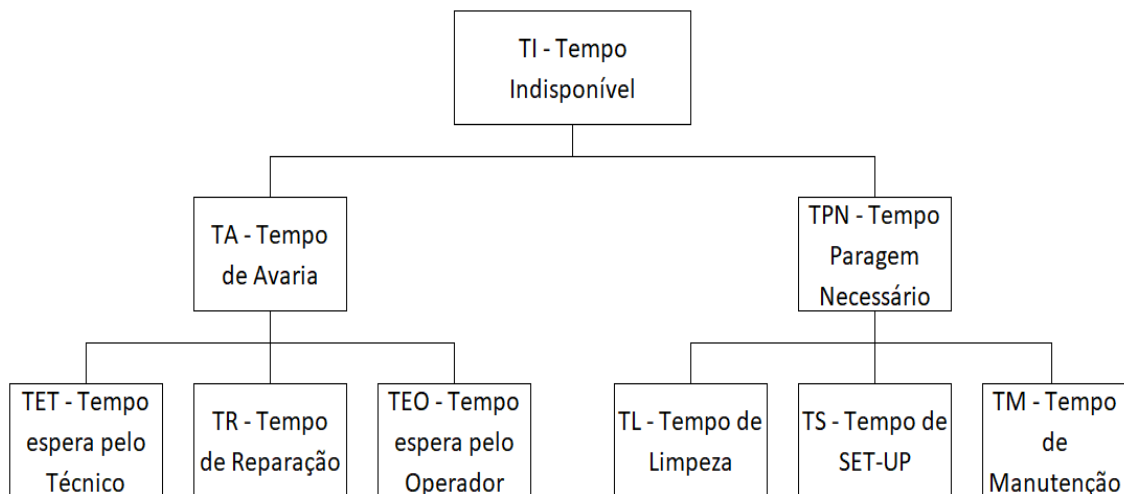 TI - Tempo
Indisponível
TA - Tempo
de Avaria
TPN - Tempo
Paragem
Necessário
TET - Tempo
espera pelo
Técnico
TR - Tempo
de Reparação
TEO - Tempo
espera pelo
Operador
TL - Tempo de
Limpeza
TS - Tempo de
SET-UP
TM - Tempo
de
Manutenção